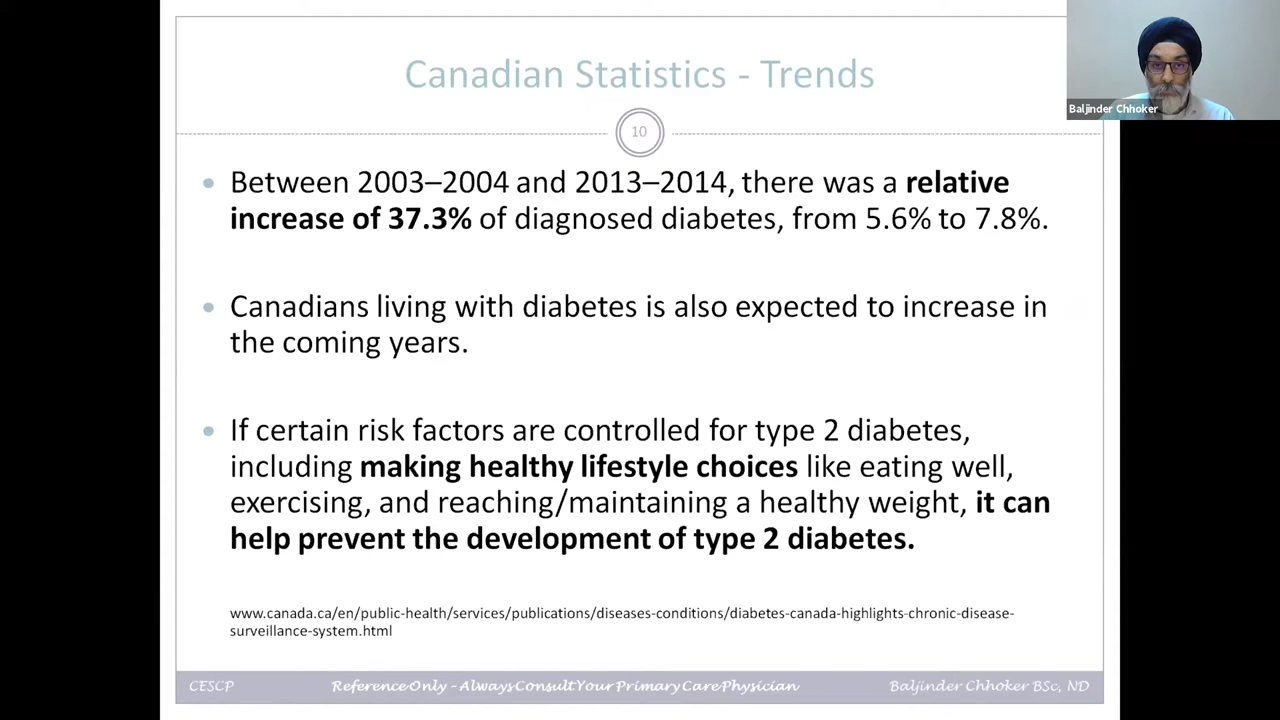 Canadian Statistics - Trends
Baljinder Chhoker
10
• Between 2003–2004 and 2013–2014, there was a relative
increase of 37.3% of diagnosed diabetes, from 5.6% to 7.8%.
• Canadians living with diabetes is also expected to increase in
the coming years.
• If certain risk factors are controlled for type 2 diabetes,
including making healthy lifestyle choices like eating well,
exercising, and reaching/maintaining a healthy weight, it can
help prevent the development of type 2 diabetes.
www.canada.ca/en/public-health/services/publications/diseases-conditions/diabetes-canada-highlights-chronic-disease-
surveillance-system.html
CESCP Reference Only - Always Consult Your Primary Care Physician Baljinder Chhoker BSc, ND